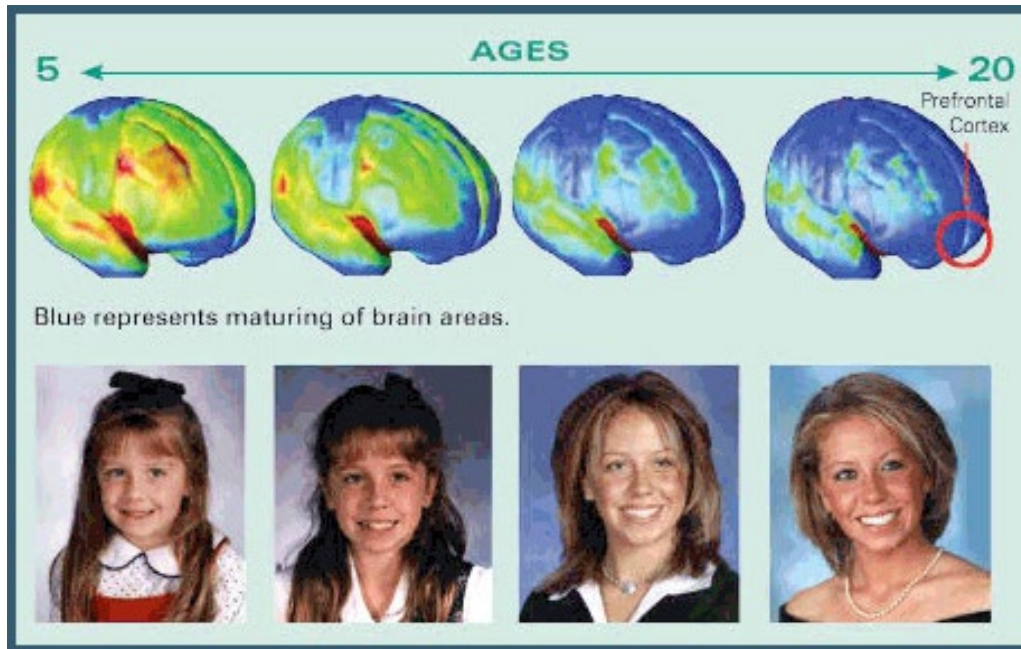 AGES
5
20
Prefrontal
Cortex
Blue represents maturing of brain areas.